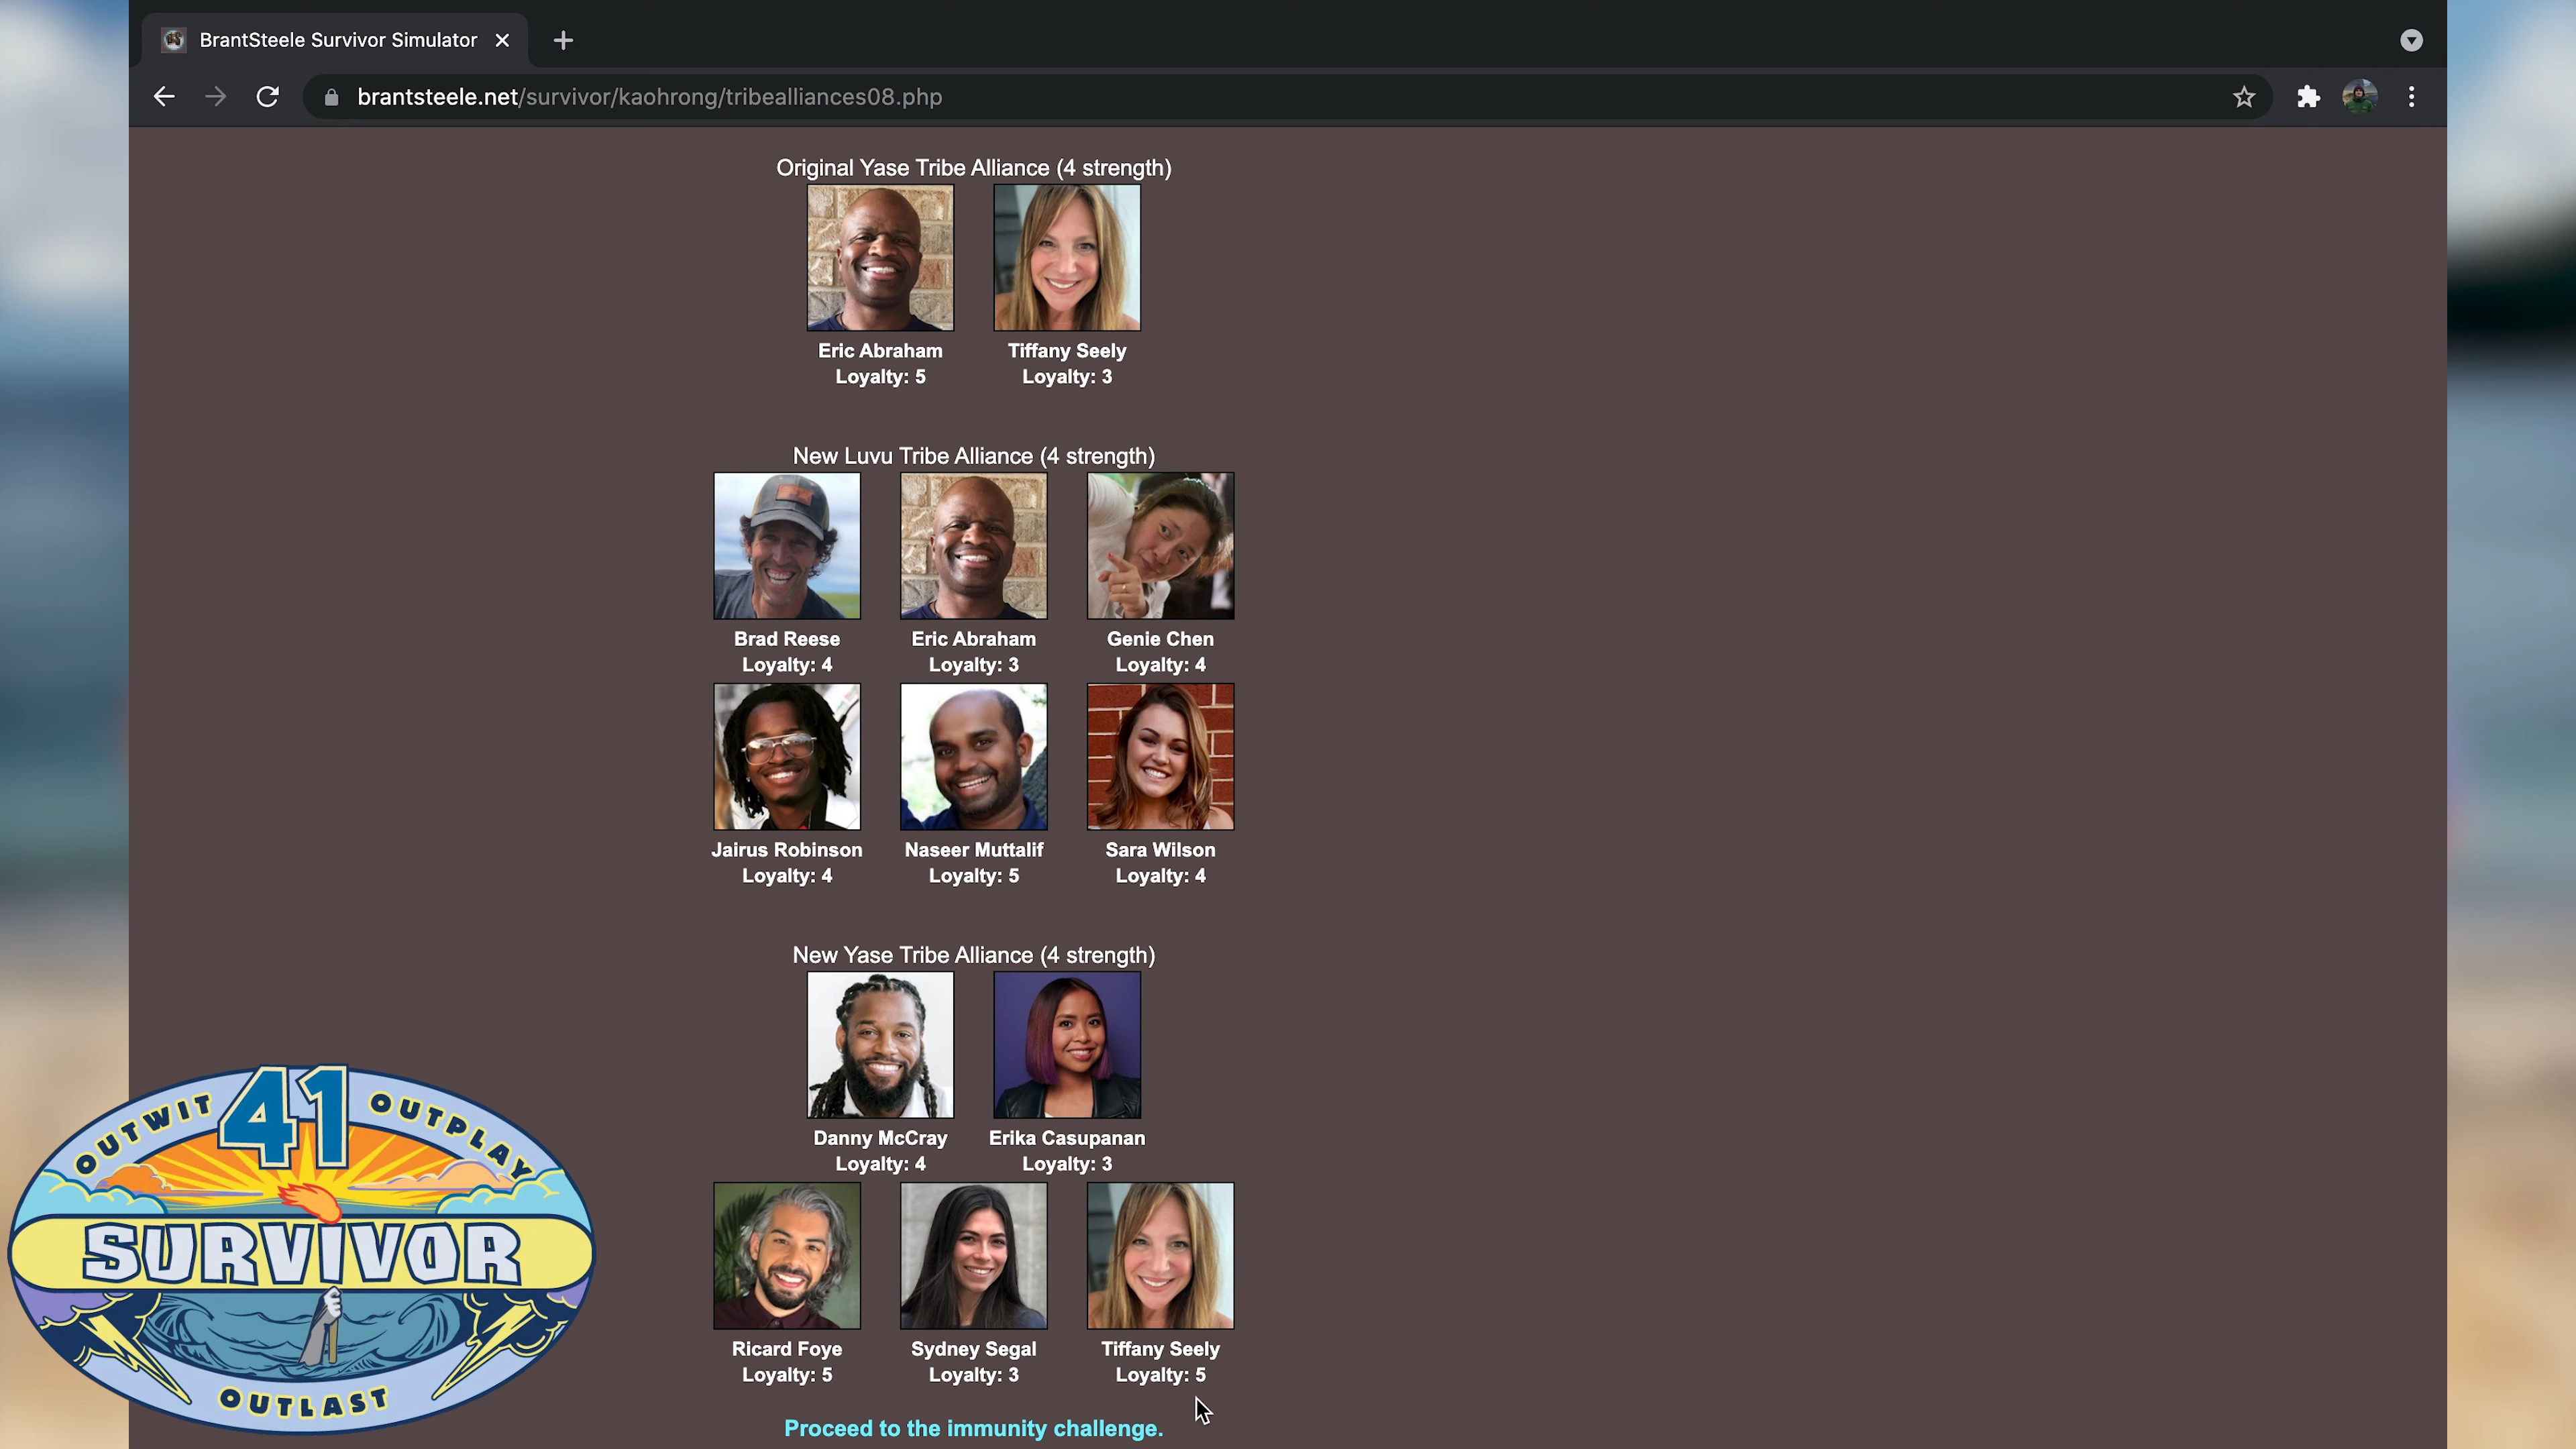 BrantSteele Survivor Simulator
brantsteele.net/survivor/kaohrong/tribealliances08.php
Original Yase Tribe Alliance (4 strength)
Eric Abraham Tiffany Seely
Loyalty: 5 Loyalty: 3
New Luvu Tribe Alliance (4 strength)
Brad Reese Eric Abraham Genie Chen
Loyalty: 4 Loyalty: 3 Loyalty: 4
Jairus Robinson Naseer Muttalif Sara Wilson
Loyalty: 4 Loyalty: 5 Loyalty: 4
New Yase Tribe Alliance (4 strength)
Danny McCray Erika Casupanan
Loyalty: 4 Loyalty: 3
Ricard Foye Sydney Segal Tiffany Seely
Loyalty: 5 Loyalty: 3 Loyalty: 5
Proceed to the immunity challenge.
41
OUTWIT OUTPLAY
SURVIVOR
OUTLAST